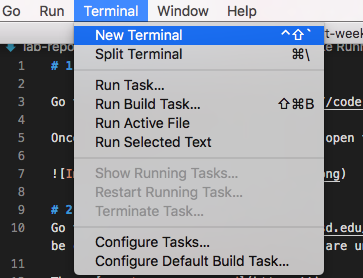 Go Run Terminal Window Help
New Terminal ⌃⇧`
Split Terminal ⌘\
Run Task...
Run Build Task... ⇧⌘B
Run Active File
Run Selected Text
Show Running Tasks...
Restart Running Task...
Terminate Task...
Configure Tasks...
Configure Default Build Task...
lab-repo
t-week
Run
1 # 1
2
3 Go //code
4
5 Once open
6
7 ![I ng)
8
9 # 2
10 Go sd.edu/
be are un
11